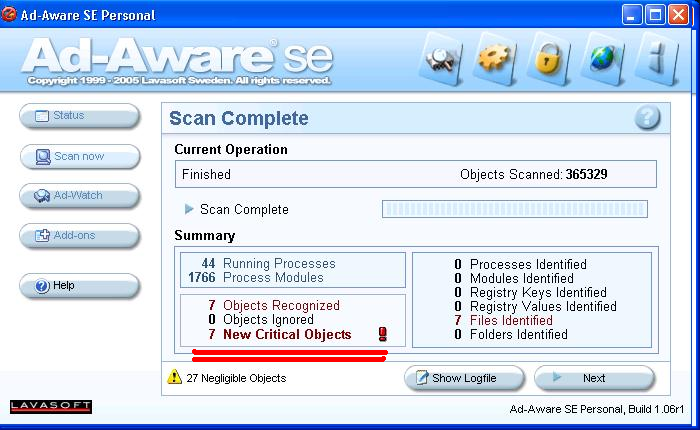 Ad-Aware SE Personal
Ad-Aware® se
Copyright 1999 - 2005 Lavasoft Sweden. All rights reserved.
Status
Scan now
Ad-Watch
Add-ons
Help
Scan Complete
?
Current Operation
Finished Objects Scanned: 365329
Scan Complete
Summary
44 Running Processes
1766 Process Modules
7 Objects Recognized
0 Objects Ignored
7 New Critical Objects !
0 Processes Identified
0 Modules Identified
0 Registry Keys Identified
0 Registry Values Identified
7 Files Identified
0 Folders Identified
27 Negligible Objects
Show Logfile
Next
LAVASOFT
Ad-Aware SE Personal, Build 1.06r1